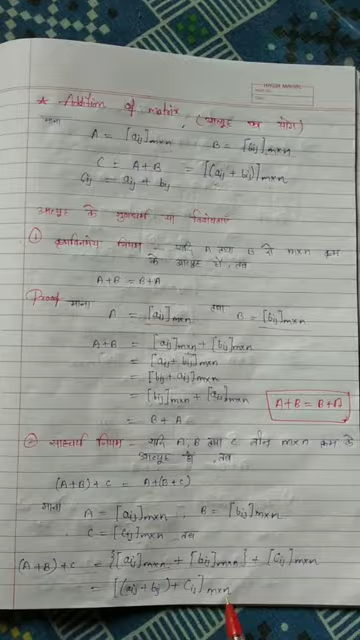 * Addition of matrix, (आव्यूह का योग)
माना
A = [aij]m×n B = [bij]m×n
C = A+B = [(aij + bij)]m×n
Cij = aij + bij
आव्यूह के गुणधर्म या विशेषताएँ
① क्रमविनिमेय नियम - यदि A तथा B दो m×n क्रम
के आव्यूह हो, तब
A+B = B+A
Proof माना तथा
A = [aij]m×n B = [bij]m×n
A+B = [aij]m×n + [bij]m×n
= [aij + bij]m×n
= [bij + aij]m×n
= [bij]m×n + [aij]m×n
= B + A
A+B = B+A
② साहचर्य नियम - यदि A, B तथा C तीन m×n क्रम के
आव्यूह है, तब
(A+B)+C = A+(B+C)
माना
A = [aij]m×n, B = [bij]m×n
C = [Cij]m×n
(A+B)+C = {[aij]m×n + [bij]m×n} + [Cij]m×n
= [(aij + bij) + Cij]m×n